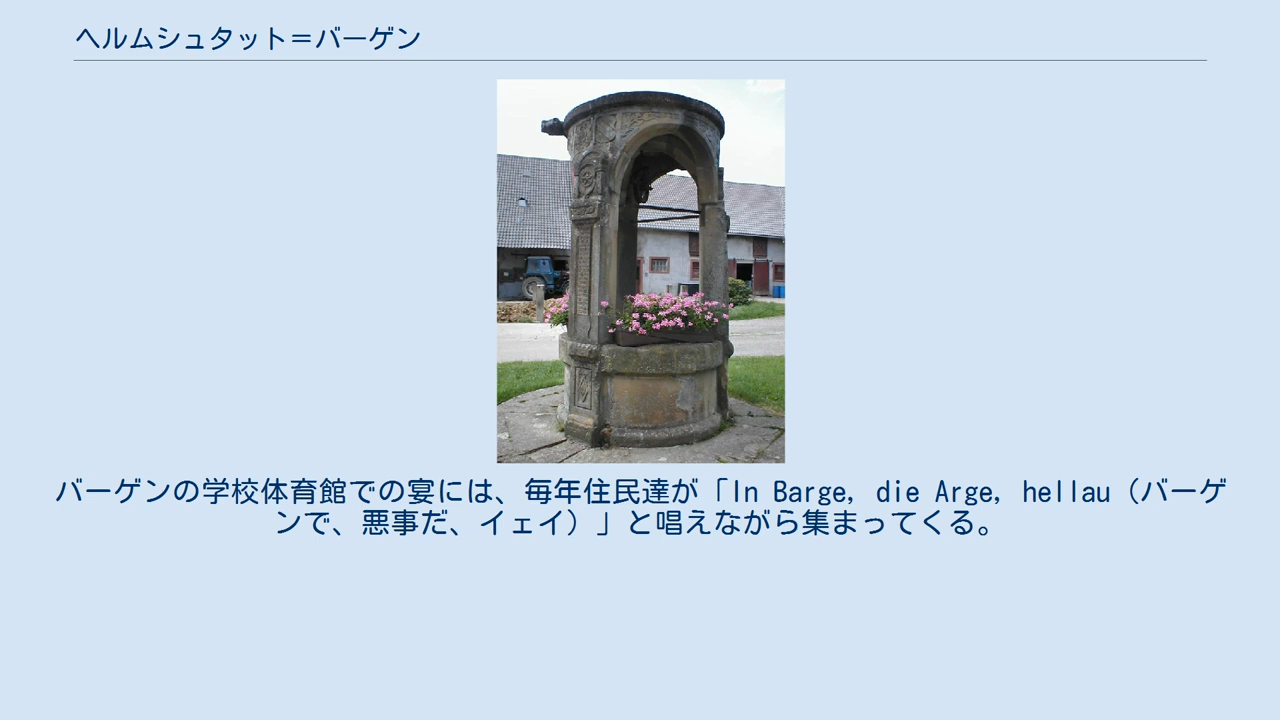 ヘルムシュタット＝バーゲン
バーゲンの学校体育館での宴には、毎年住民達が「In Barge, die Arge, hellau（バーゲ
ンで、悪事だ、イェイ）」と唱えながら集まってくる。